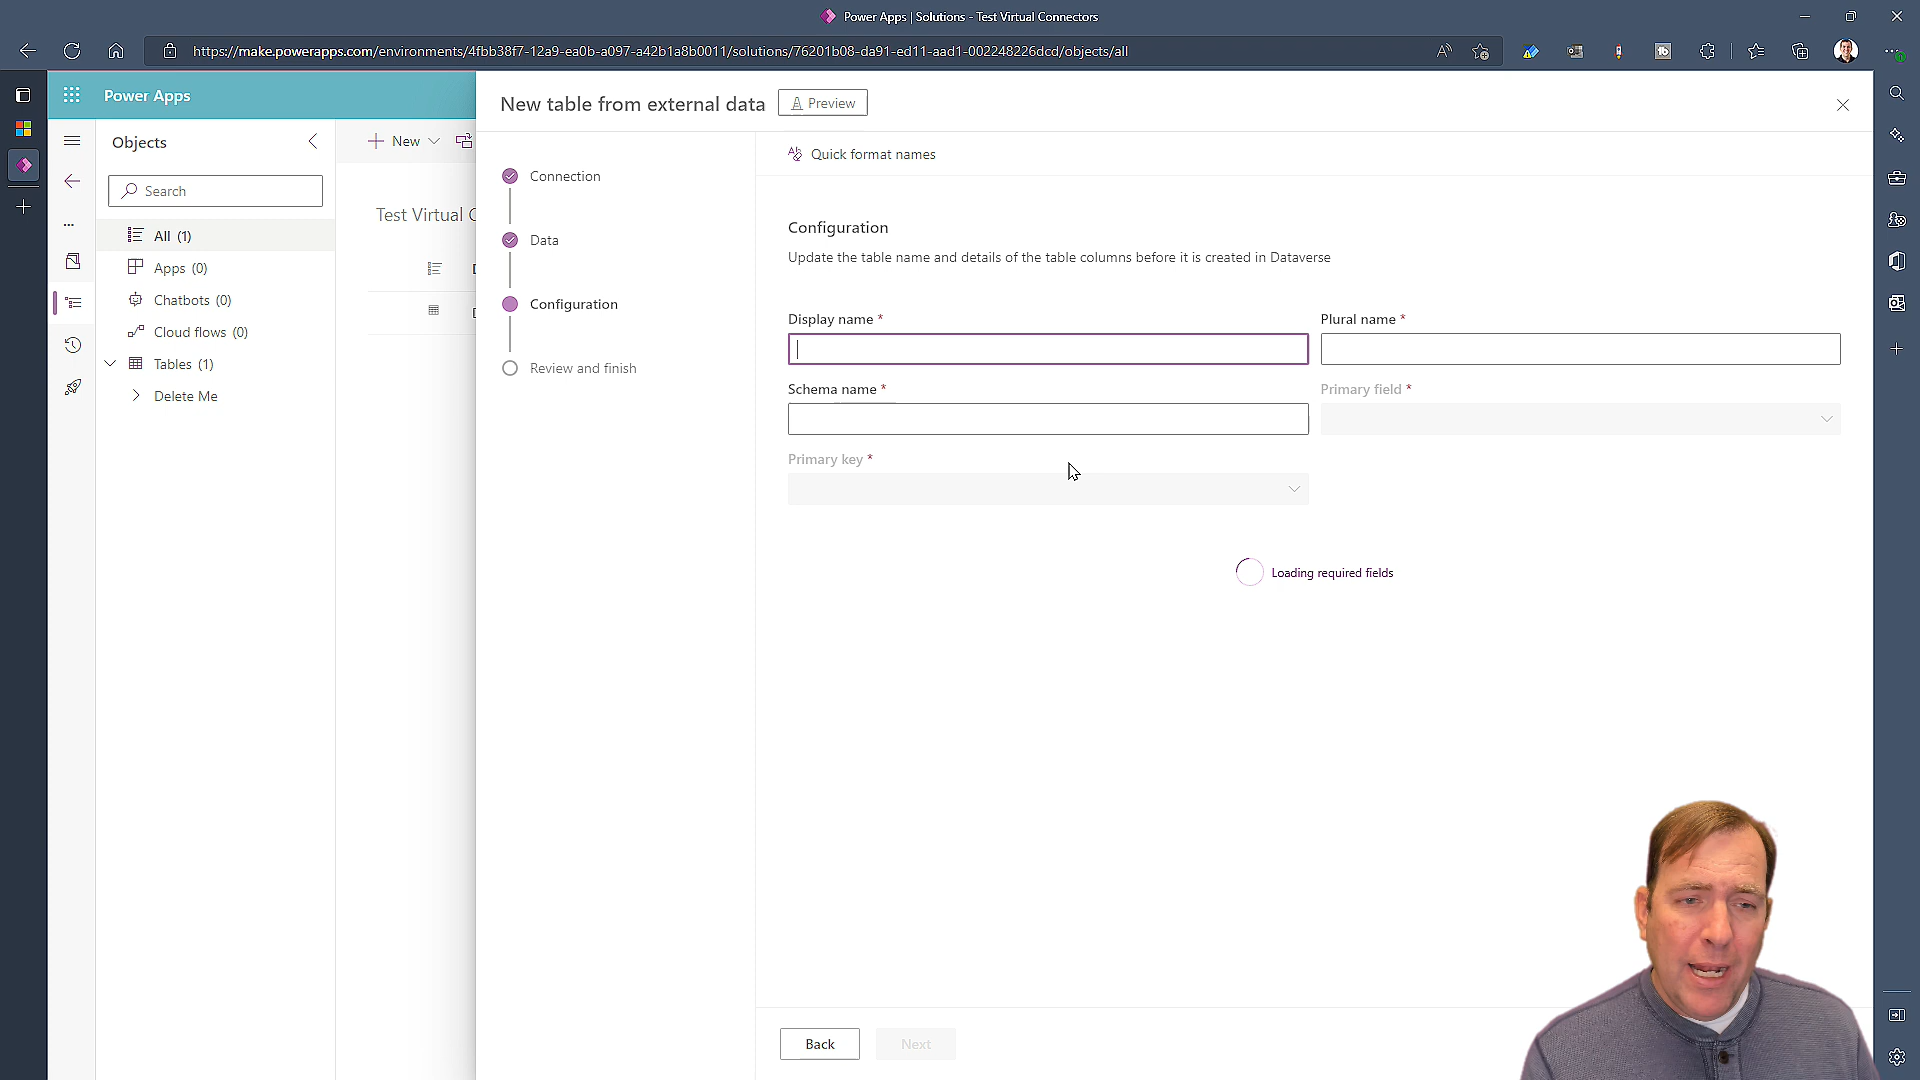 Power Apps | Solutions - Test Virtual Connectors
https://make.powerapps.com/environments/4fbb38f7-12a9-ea0b-a097-a42b1a8b0011/solutions/76201b08-da91-ed11-aad1-002248226dcd/objects/all
Power Apps
New table from external data
Preview
Objects
New
Search
All (1)
Apps (0)
Chatbots (0)
Cloud flows (0)
Tables (1)
Delete Me
Test Virtual
Connection
Data
Configuration
Review and finish
Quick format names
Configuration
Update the table name and details of the table columns before it is created in Dataverse
Display name *
Plural name *
Schema name *
Primary field *
Primary key *
Loading required fields
Back
Next